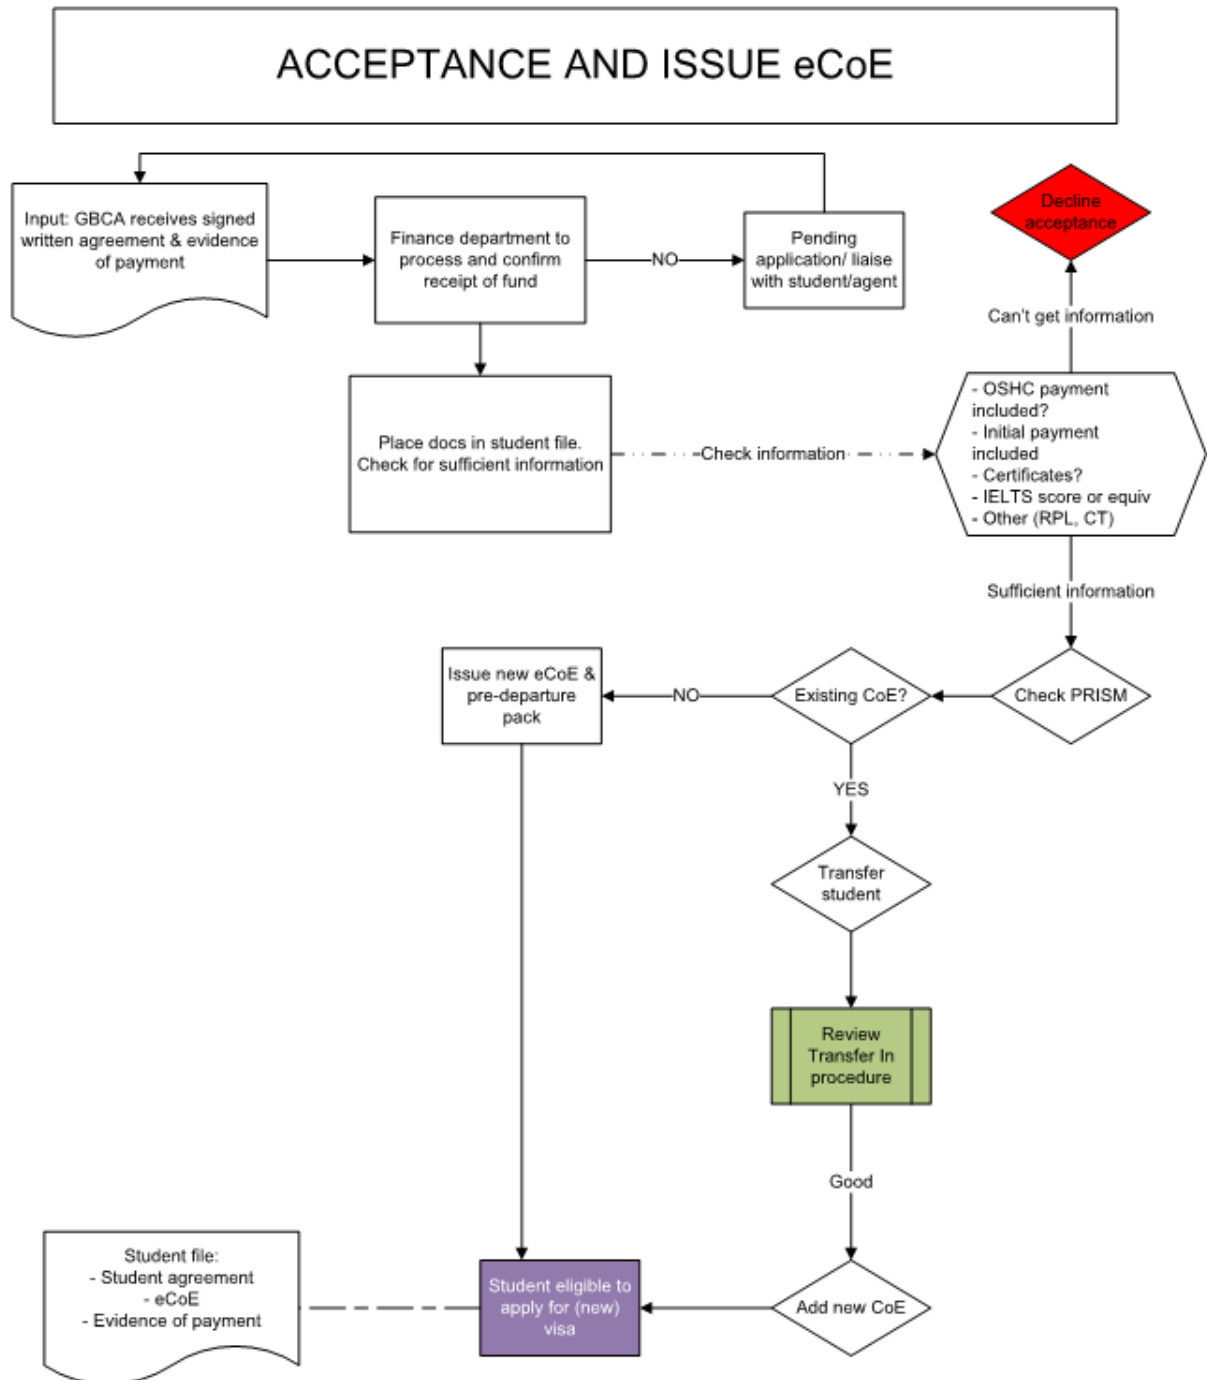 ACCEPTANCE AND ISSUE eCoE
Input: GBCA receives signed
written agreement & evidence
of payment
Finance department to
process and confirm
receipt of fund
NO
Pending
application/ liaise
with student/agent
Decline
acceptance
Can't get information
Place docs in student file.
Check for sufficient information
Check information
- OSHC payment
included?
- Initial payment
included
- Certificates?
- IELTS score or equiv
- Other (RPL, CT)
Sufficient information
Check PRISM
Existing CoE?
NO
Issue new eCoE &
pre-departure
pack
YES
Transfer
student
Review
Transfer In
procedure
Good
Add new CoE
Student eligible to
apply for (new)
visa
Student file:
- Student agreement
- eCoE
- Evidence of payment